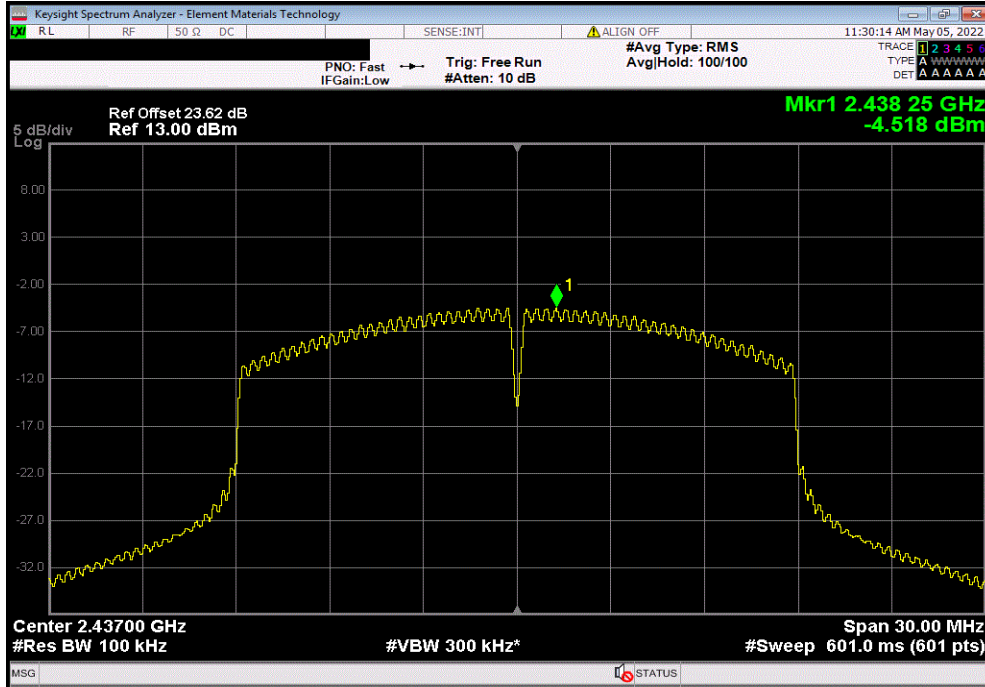 Keysight Spectrum Analyzer - Element Materials Technology
LXI RL RF 50 Ω DC SENSE:INT ALIGN OFF 11:30:14 AM May 05, 2022
PNO: Fast Trig: Free Run #Avg Type: RMS TRACE 1 2 3 4 5 6
IFGain:Low #Atten: 10 dB Avg|Hold: 100/100 TYPE A WWWWW
DET A A A A A A
Mkr1 2.438 25 GHz
-4.518 dBm
Ref Offset 23.62 dB
5 dB/div Ref 13.00 dBm
Log
8.00
3.00
-2.00
1
-7.00
-12.0
-17.0
-22.0
-27.0
-32.0
Center 2.43700 GHz Span 30.00 MHz
#Res BW 100 kHz #VBW 300 kHz* #Sweep 601.0 ms (601 pts)
MSG STATUS